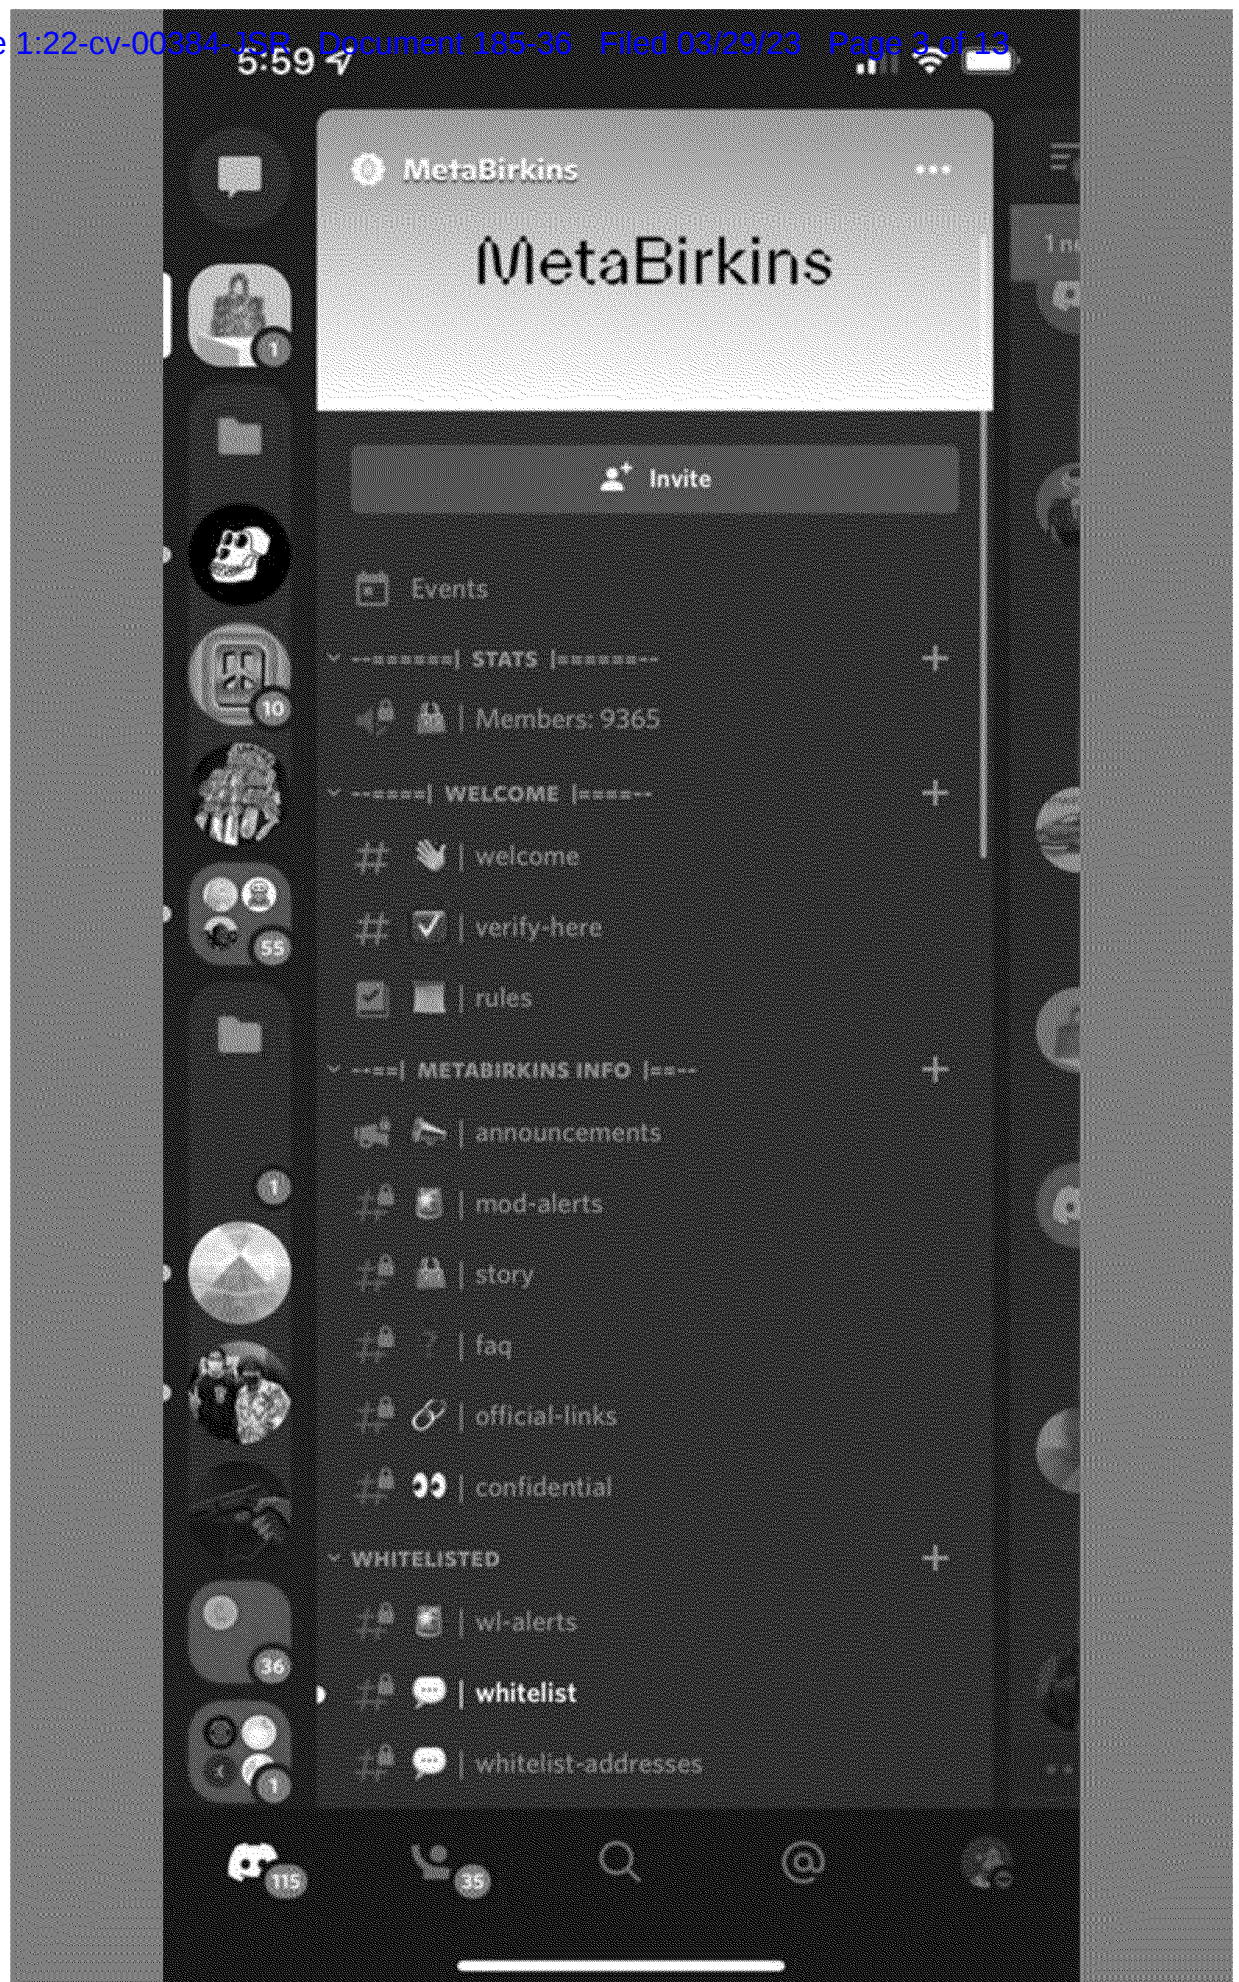 e 1:22-cv-00384-JSR Document 185-36 Filed 03/29/23 Page 3 of 13
5:59
MetaBirkins
MetaBirkins
1
Invite
Events
--======| STATS |======--
10
| Members: 9365
--====| WELCOME |====--
# | welcome
# | verify-here
55
| rules
--==| METABIRKINS INFO |==--
| announcements
1
# | mod-alerts
# | story
# ? | faq
# | official-links
# | confidential
WHITELISTED
# | wl-alerts
36
# | whitelist
# | whitelist-addresses
1
115
35
@